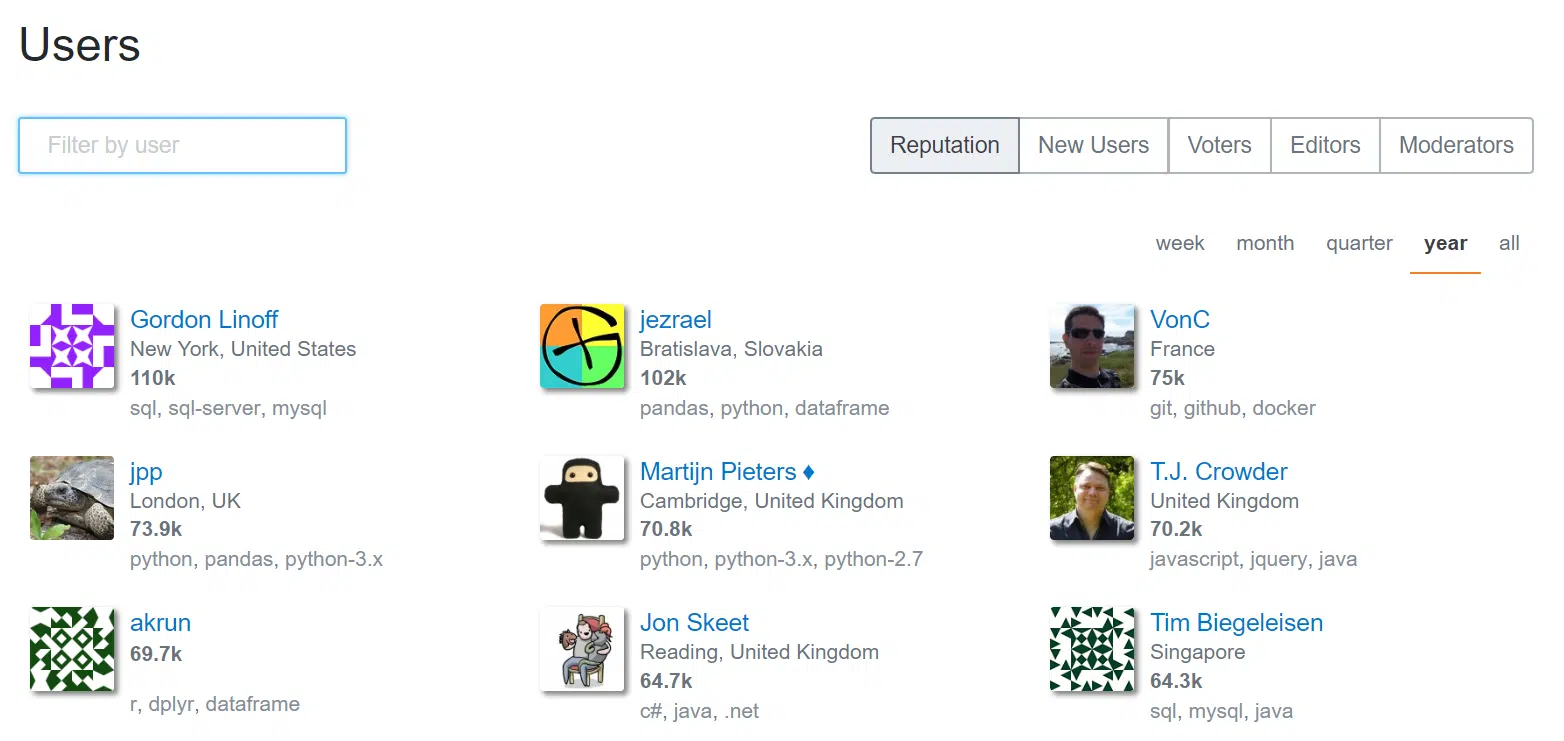 Users
Filter by user
Reputation New Users Voters Editors Moderators
week month quarter year all
Gordon Linoff
New York, United States
110k
sql, sql-server, mysql
jezrael
Bratislava, Slovakia
102k
pandas, python, dataframe
VonC
France
75k
git, github, docker
jpp
London, UK
73.9k
python, pandas, python-3.x
Martijn Pieters ♦
Cambridge, United Kingdom
70.8k
python, python-3.x, python-2.7
T.J. Crowder
United Kingdom
70.2k
javascript, jquery, java
akrun
69.7k
r, dplyr, dataframe
Jon Skeet
Reading, United Kingdom
64.7k
c#, java, .net
Tim Biegeleisen
Singapore
64.3k
sql, mysql, java